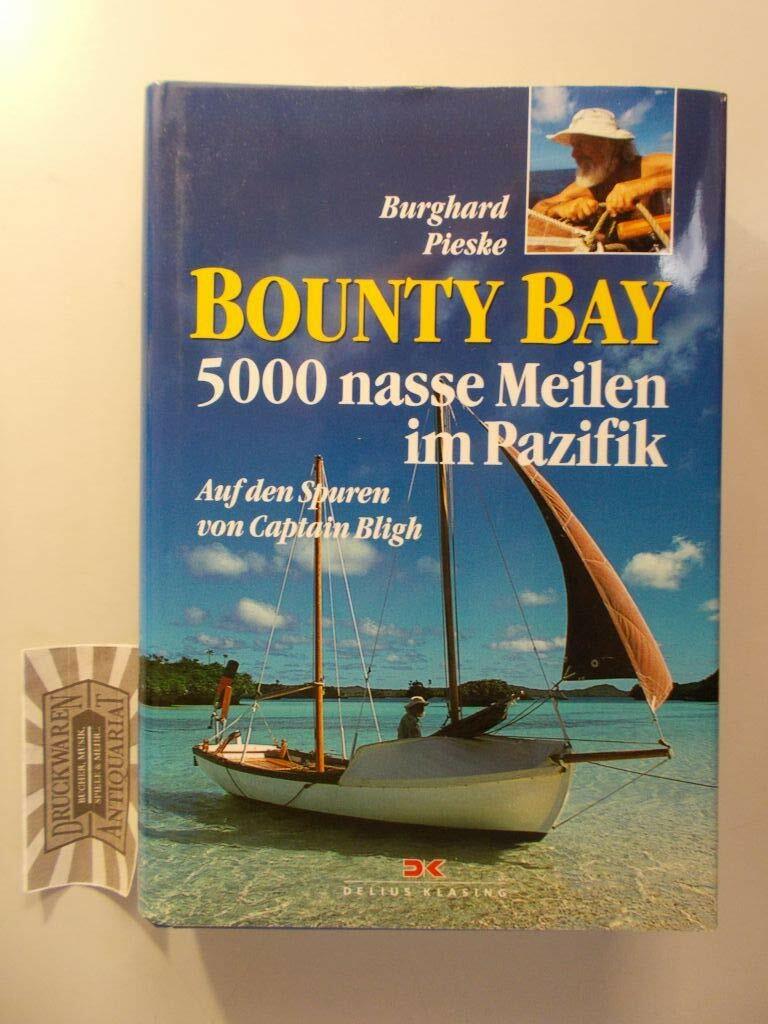 Burghard
Pieske
BOUNTY BAY
5000 nasse Meilen
im Pazifik
Auf den Spuren
von Captain Bligh
DK
DELIUS KLASING
DRUCKWAREN
BÜCHER, MUSIK,
SPIELE & MEHR...
ANTIQUARIAT